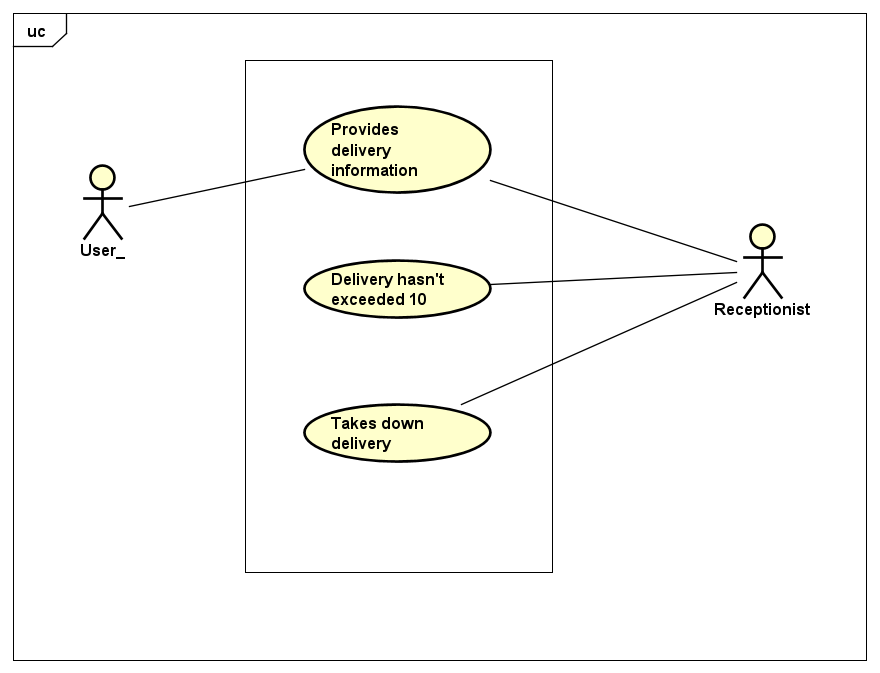 uc
Provides
delivery
information
User_
Delivery hasn't
exceeded 10
Receptionist
Takes down
delivery